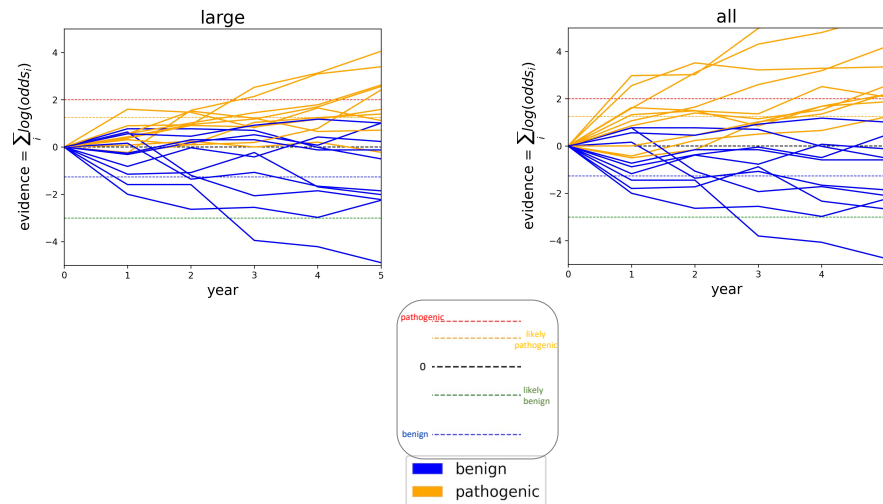 large
all
evidence = ∑ log(odds_i)
i
4
2
0
−2
−4
0 1 2 3 4 5
year
evidence = ∑ log(odds_i)
i
4
2
0
−2
−4
0 1 2 3 4 5
year
pathogenic
likely
pathogenic
0
likely
benign
benign
benign
pathogenic